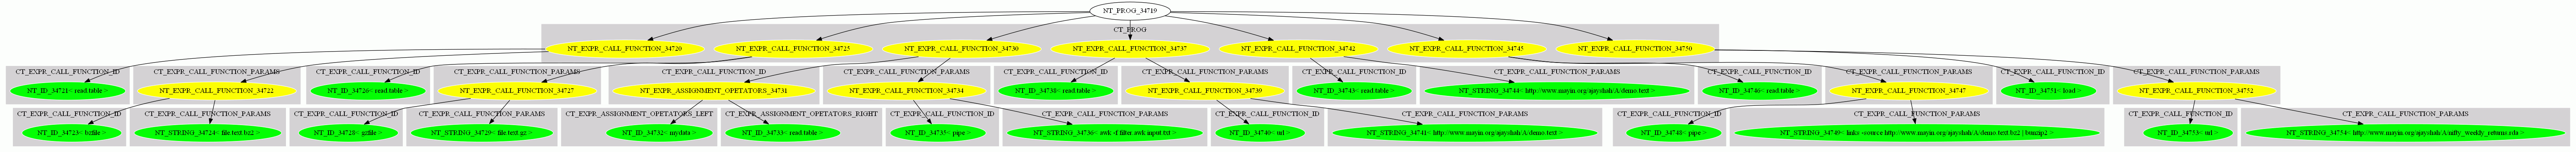 NT_PROG_34719
CT_PROG
NT_EXPR_CALL_FUNCTION_34720 NT_EXPR_CALL_FUNCTION_34725 NT_EXPR_CALL_FUNCTION_34730 NT_EXPR_CALL_FUNCTION_34737 NT_EXPR_CALL_FUNCTION_34742 NT_EXPR_CALL_FUNCTION_34745 NT_EXPR_CALL_FUNCTION_34750
CT_EXPR_CALL_FUNCTION_ID CT_EXPR_CALL_FUNCTION_PARAMS CT_EXPR_CALL_FUNCTION_ID CT_EXPR_CALL_FUNCTION_PARAMS CT_EXPR_CALL_FUNCTION_ID CT_EXPR_CALL_FUNCTION_PARAMS CT_EXPR_CALL_FUNCTION_ID CT_EXPR_CALL_FUNCTION_PARAMS CT_EXPR_CALL_FUNCTION_ID CT_EXPR_CALL_FUNCTION_PARAMS CT_EXPR_CALL_FUNCTION_ID CT_EXPR_CALL_FUNCTION_PARAMS CT_EXPR_CALL_FUNCTION_ID CT_EXPR_CALL_FUNCTION_PARAMS
NT_ID_34721< read.table > NT_EXPR_CALL_FUNCTION_34722 NT_ID_34726< read.table > NT_EXPR_CALL_FUNCTION_34727 NT_EXPR_ASSIGNMENT_OPETATORS_34731 NT_EXPR_CALL_FUNCTION_34734 NT_ID_34738< read.table > NT_EXPR_CALL_FUNCTION_34739 NT_ID_34743< read.table > NT_STRING_34744< http://www.mayin.org/ajayshah/A/demo.text > NT_ID_34746< read.table > NT_EXPR_CALL_FUNCTION_34747 NT_ID_34751< load > NT_EXPR_CALL_FUNCTION_34752
CT_EXPR_CALL_FUNCTION_ID CT_EXPR_CALL_FUNCTION_PARAMS CT_EXPR_CALL_FUNCTION_ID CT_EXPR_CALL_FUNCTION_PARAMS CT_EXPR_ASSIGNMENT_OPETATORS_LEFT CT_EXPR_ASSIGNMENT_OPETATORS_RIGHT CT_EXPR_CALL_FUNCTION_ID CT_EXPR_CALL_FUNCTION_PARAMS CT_EXPR_CALL_FUNCTION_ID CT_EXPR_CALL_FUNCTION_PARAMS CT_EXPR_CALL_FUNCTION_ID CT_EXPR_CALL_FUNCTION_PARAMS CT_EXPR_CALL_FUNCTION_ID CT_EXPR_CALL_FUNCTION_PARAMS
NT_ID_34723< bzfile > NT_STRING_34724< file.text.bz2 > NT_ID_34728< gzfile > NT_STRING_34729< file.text.gz > NT_ID_34732< mydata > NT_ID_34733< read.table > NT_ID_34735< pipe > NT_STRING_34736< awk -f filter.awk input.txt > NT_ID_34740< url > NT_STRING_34741< http://www.mayin.org/ajayshah/A/demo.text > NT_ID_34748< pipe > NT_STRING_34749< links -source http://www.mayin.org/ajayshah/A/demo.text.bz2 | bunzip2 > NT_ID_34753< url > NT_STRING_34754< http://www.mayin.org/ajayshah/A/nifty_weekly_returns.rda >